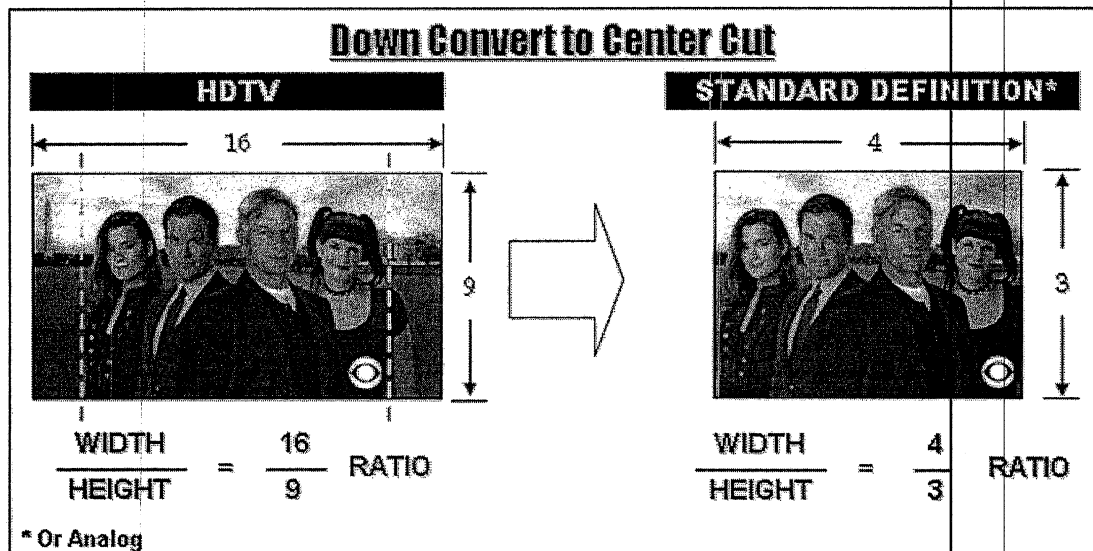 Down Convert to Center Cut
HDTV
STANDARD DEFINITION*
16
4
9
3
WIDTH
HEIGHT
=
16
9
RATIO
WIDTH
HEIGHT
=
4
3
RATIO
* Or Analog